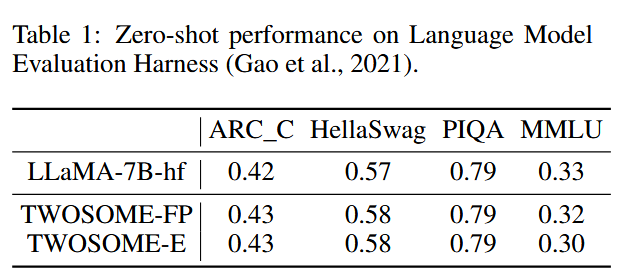 Table 1: Zero-shot performance on Language Model
Evaluation Harness (Gao et al., 2021).
ARC_C HellaSwag PIQA MMLU
LLaMA-7B-hf 0.42 0.57 0.79 0.33
TWOSOME-FP 0.43 0.58 0.79 0.32
TWOSOME-E 0.43 0.58 0.79 0.30